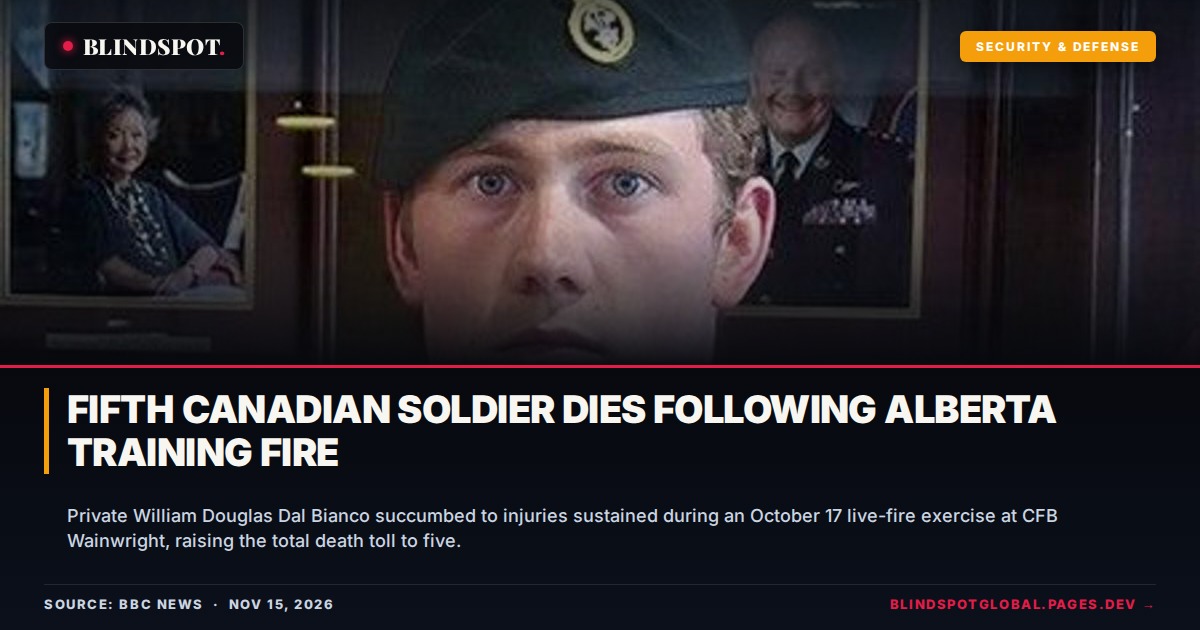 BLINDSPOT.
SECURITY & DEFENSE
FIFTH CANADIAN SOLDIER DIES FOLLOWING ALBERTA
TRAINING FIRE
Private William Douglas Dal Bianco succumbed to injuries sustained during an October 17 live-fire exercise at CFB
Wainwright, raising the total death toll to five.
SOURCE: BBC NEWS · NOV 15, 2026
BLINDSPOTGLOBAL.PAGES.DEV →